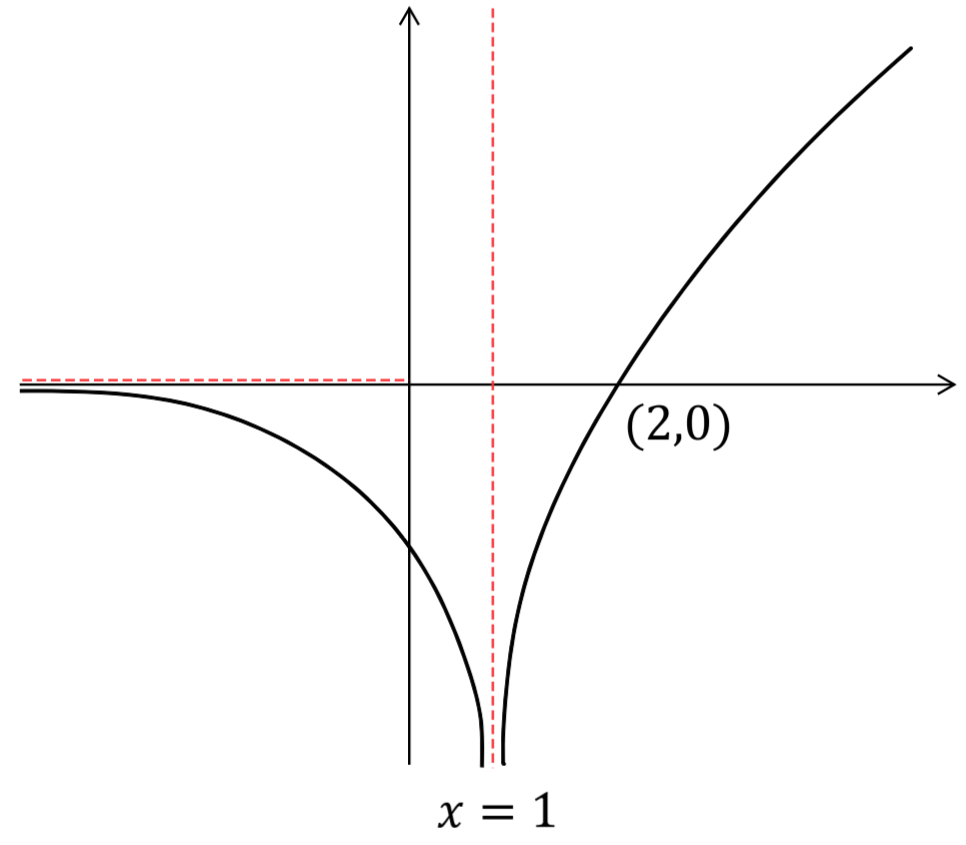 (2,0)
x = 1